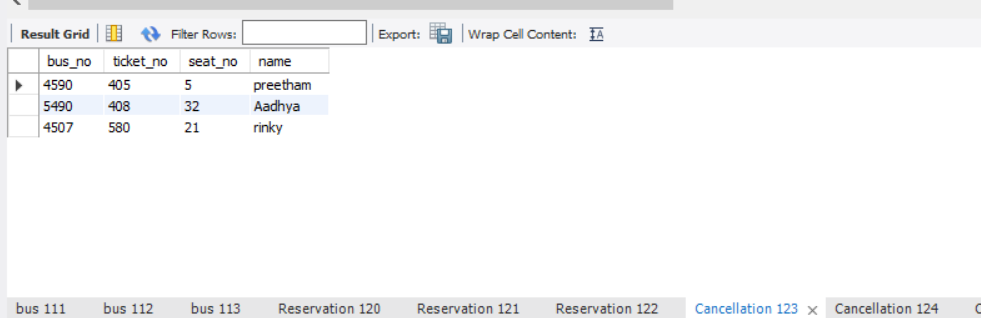 Result Grid Filter Rows: Export: Wrap Cell Content: IA
bus_no ticket_no seat_no name
4590 405 5 preetham
5490 408 32 Aadhya
4507 580 21 rinky
bus 111 bus 112 bus 113 Reservation 120 Reservation 121 Reservation 122 Cancellation 123 × Cancellation 124